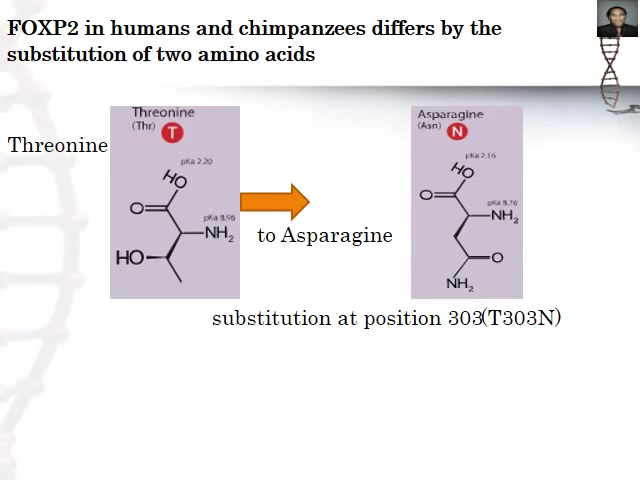 FOXP2 in humans and chimpanzees differs by the
substitution of two amino acids
Threonine
(Thr) T
Threonine
pKa 2.20
HO
O
pKa 8.96
NH2
HO
to Asparagine
Asparagine
(Asn) N
pKa 2.16
HO
O
pKa 8.76
NH2
O
NH2
substitution at position 303(T303N)